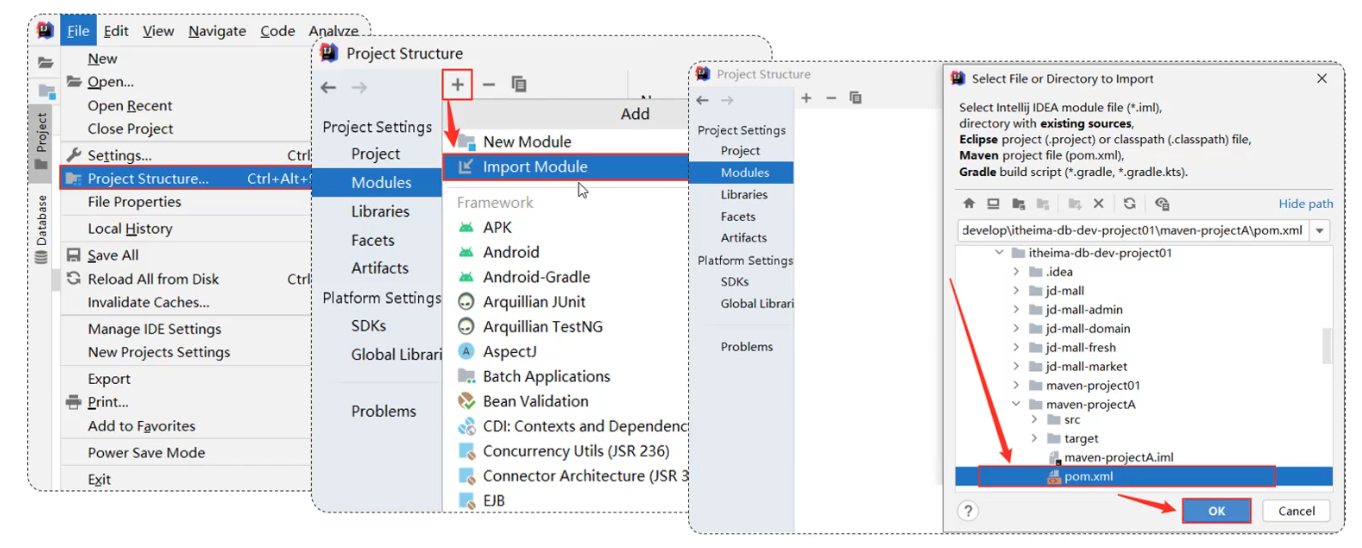 File Edit View Navigate Code Analyze
New
Open...
Open Recent
Close Project
Settings... Ctrl
Project Structure... Ctrl+Alt+S
File Properties
Local History
Save All
Reload All from Disk Ctrl
Invalidate Caches...
Manage IDE Settings
New Projects Settings
Export
Print...
Add to Favorites
Power Save Mode
Exit
Project
Database
Project Structure
Add
Project Settings
Project
Modules
Libraries
Facets
Artifacts
Platform Settings
SDKs
Global Librari
Problems
New Module
Import Module
Framework
APK
Android
Android-Gradle
Arquillian JUnit
Arquillian TestNG
AspectJ
Batch Applications
Bean Validation
CDI: Contexts and Dependenc
Concurrency Utils (JSR 236)
Connector Architecture (JSR 3
EJB
Project Structure
Project Settings
Project
Modules
Libraries
Facets
Artifacts
Platform Settings
SDKs
Global Librari
Problems
Select File or Directory to Import
Select Intellij IDEA module file (*.iml),
directory with existing sources,
Eclipse project (.project) or classpath (.classpath) file,
Maven project file (pom.xml),
Gradle build script (*.gradle, *.gradle.kts).
Hide path
develop\itheima-db-dev-project01\maven-projectA\pom.xml
itheima-db-dev-project01
.idea
jd-mall
jd-mall-admin
jd-mall-domain
jd-mall-fresh
jd-mall-market
maven-project01
maven-projectA
src
target
maven-projectA.iml
pom.xml
? OK Cancel